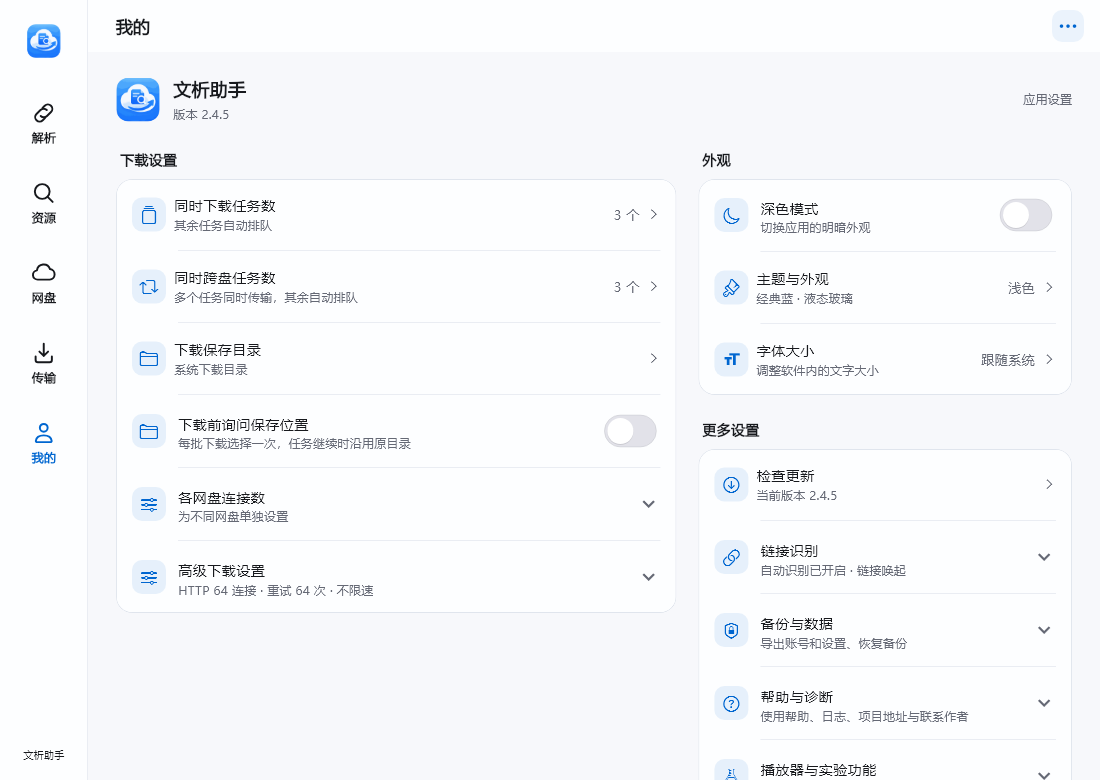 我的
解析
资源
网盘
传输
我的
文析助手
文析助手
版本 2.4.5
应用设置
下载设置
同时下载任务数
其余任务自动排队
3 个
同时跨盘任务数
多个任务同时传输，其余自动排队
3 个
下载保存目录
系统下载目录
下载前询问保存位置
每批下载选择一次，任务继续时沿用原目录
各网盘连接数
为不同网盘单独设置
高级下载设置
HTTP 64 连接 · 重试 64 次 · 不限速
外观
深色模式
切换应用的明暗外观
主题与外观
经典蓝 · 液态玻璃
浅色
字体大小
调整软件内的文字大小
跟随系统
更多设置
检查更新
当前版本 2.4.5
链接识别
自动识别已开启 · 链接唤起
备份与数据
导出账号和设置、恢复备份
帮助与诊断
使用帮助、日志、项目地址与联系作者
播放器与实验功能